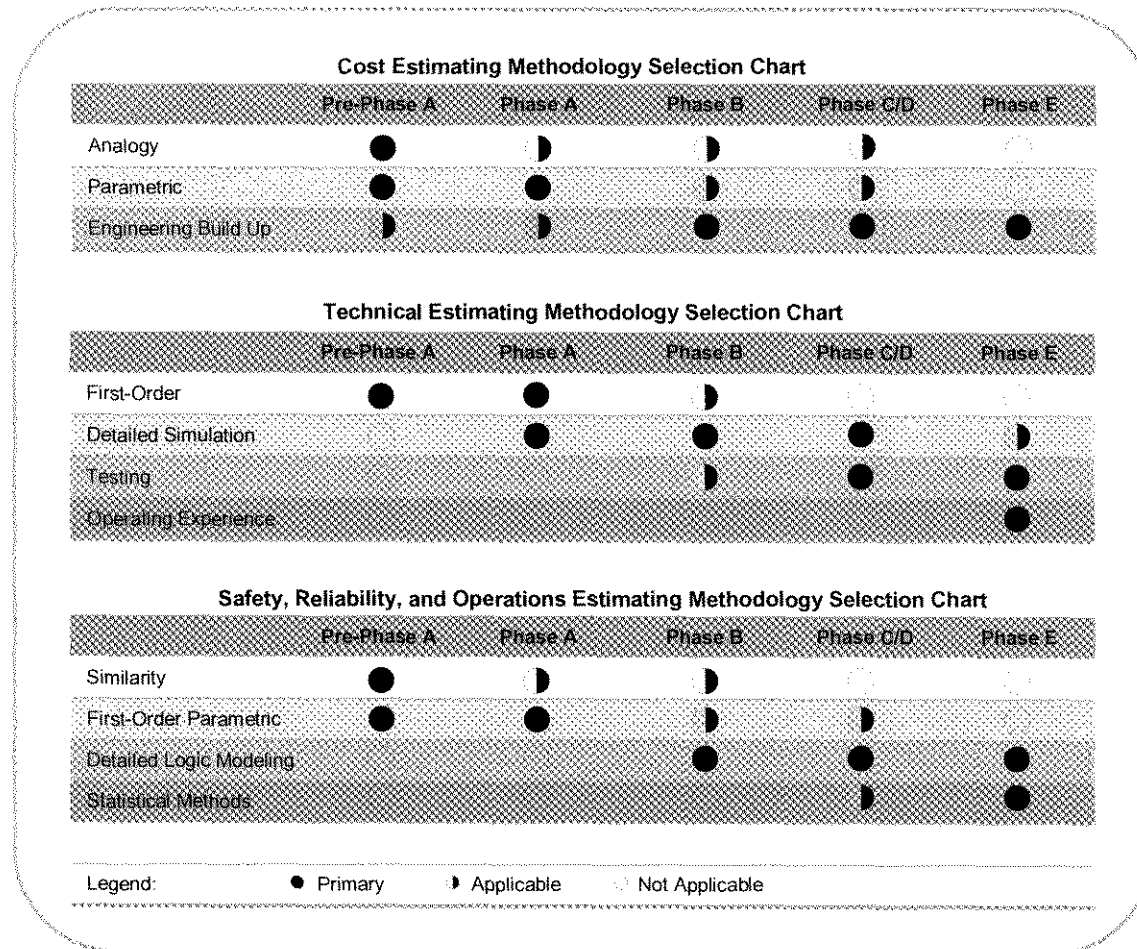 Cost Estimating Methodology Selection Chart
Pre-Phase A Phase A Phase B Phase C/D Phase E
Analogy
Parametric
Engineering Build Up
Technical Estimating Methodology Selection Chart
Pre-Phase A Phase A Phase B Phase C/D Phase E
First-Order
Detailed Simulation
Testing
Operating Experience
Safety, Reliability, and Operations Estimating Methodology Selection Chart
Pre-Phase A Phase A Phase B Phase C/D Phase E
Similarity
First-Order Parametric
Detailed Logic Modeling
Statistical Methods
Legend: Primary Applicable Not Applicable